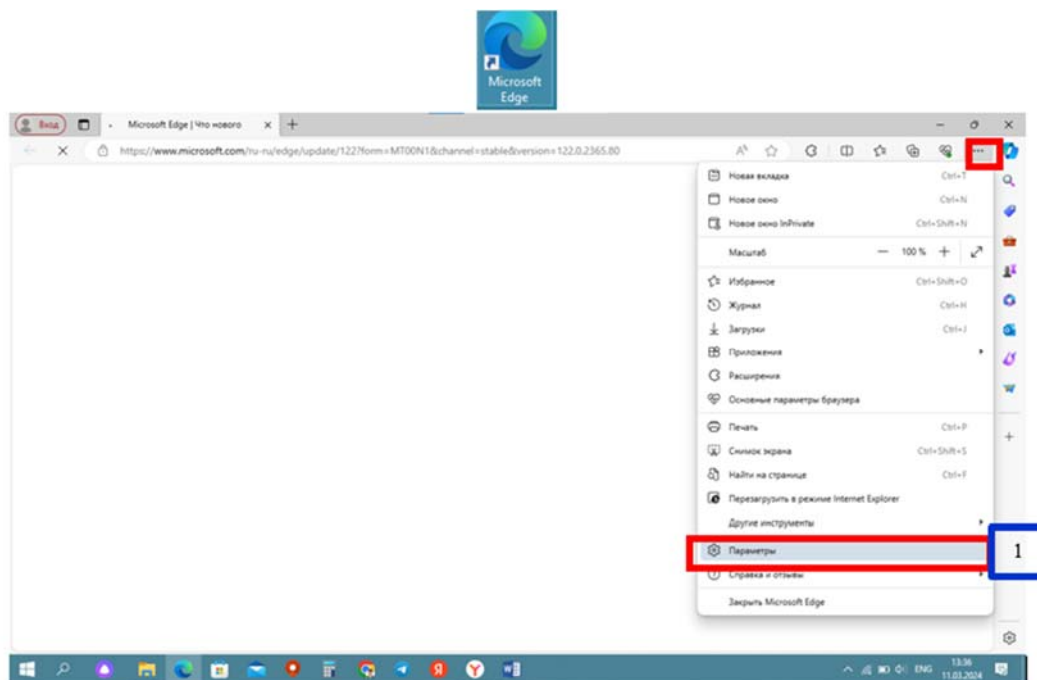 Microsoft
Edge
Вход
Microsoft Edge | Что нового
https://www.microsoft.com/ru-ru/edge/update/122?form=MT00N1&channel=stable&version=122.0.2365.80
Новая вкладка Ctrl+T
Новое окно Ctrl+N
Новое окно InPrivate Ctrl+Shift+N
Масштаб — 100 % +
Избранное Ctrl+Shift+O
Журнал Ctrl+H
Загрузки Ctrl+J
Приложения
Расширения
Основные параметры браузера
Печать Ctrl+P
Снимок экрана Ctrl+Shift+S
Найти на странице Ctrl+F
Перезагрузить в режиме Internet Explorer
Другие инструменты
Параметры
1
Справка и отзывы
Закрыть Microsoft Edge
ENG
13:36
11.03.2024